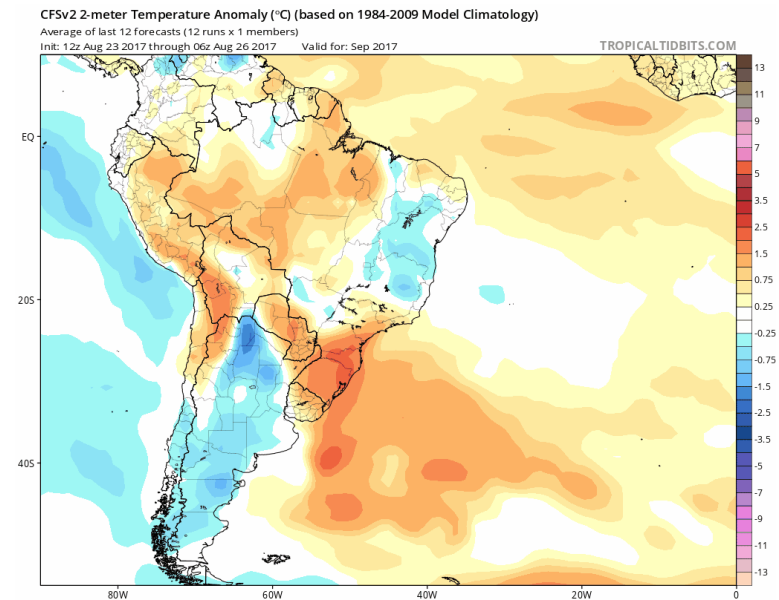 CFSv2 2-meter Temperature Anomaly (°C) (based on 1984-2009 Model Climatology)
Average of last 12 forecasts (12 runs x 1 members)
Init: 12z Aug 23 2017 through 06z Aug 26 2017 Valid for: Sep 2017 TROPICALTIDBITS.COM
13
11
9
7
5
3.5
2.5
1.5
0.75
0.25
-0.25
-0.75
-1.5
-2.5
-3.5
-5
-7
-9
-11
-13
EQ
20S
40S
80W 60W 40W 20W 0